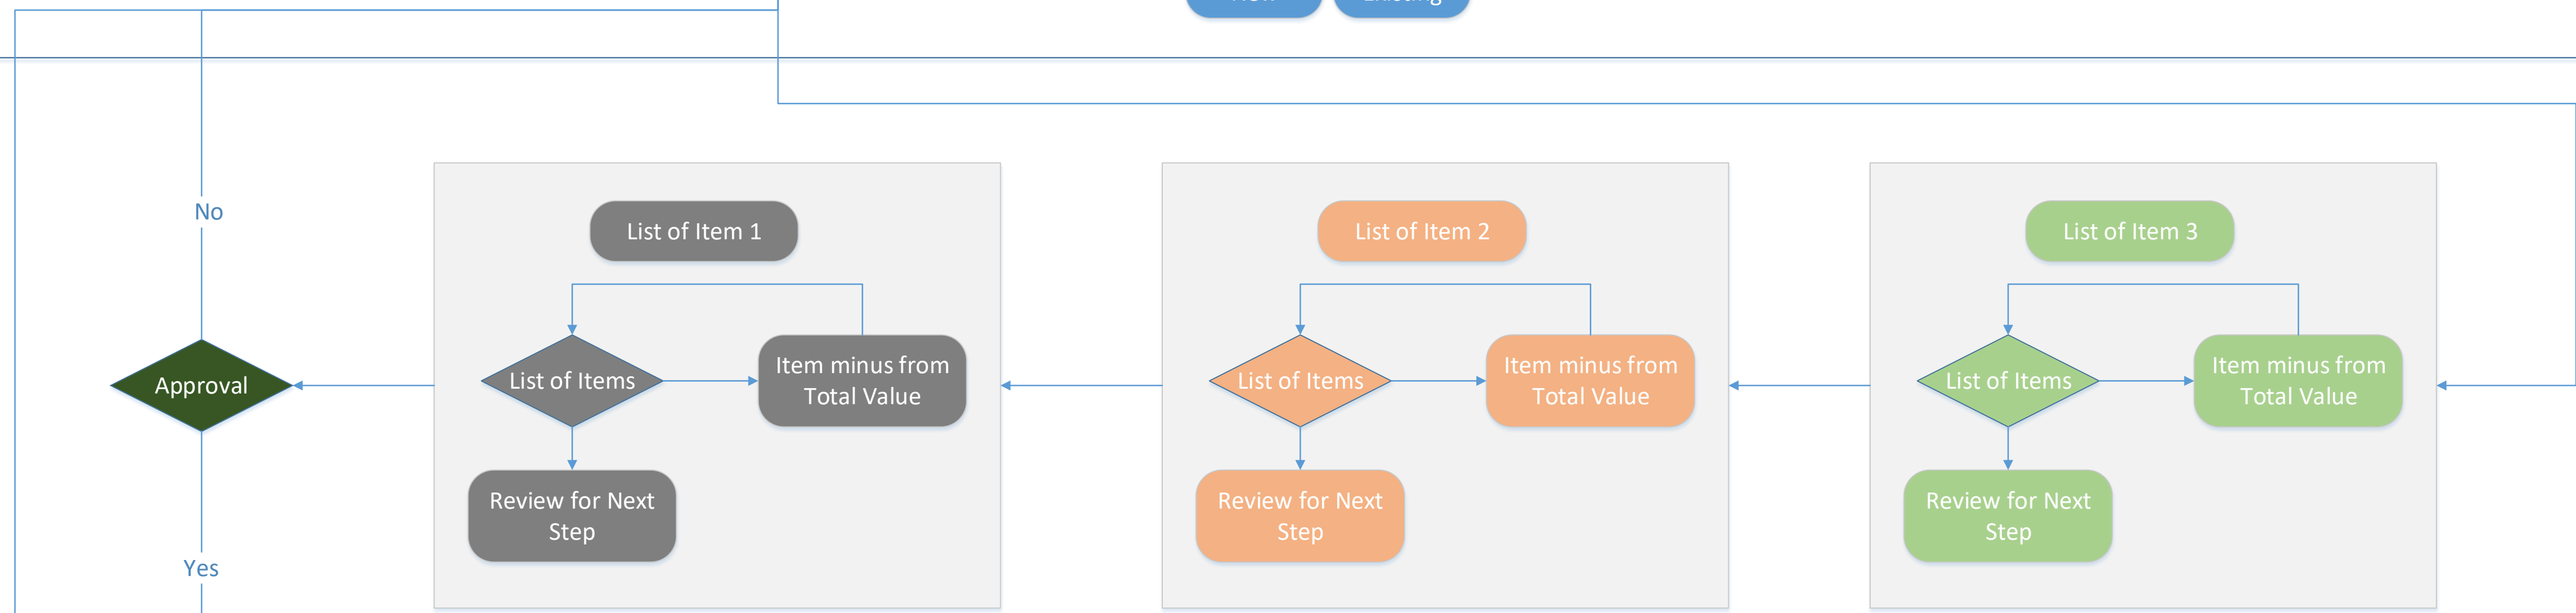 Existing
No
List of Item 1
List of Item 2
List of Item 3
Approval
List of Items
Item minus from
Total Value
List of Items
Item minus from
Total Value
List of Items
Item minus from
Total Value
Review for Next
Step
Review for Next
Step
Review for Next
Step
Yes